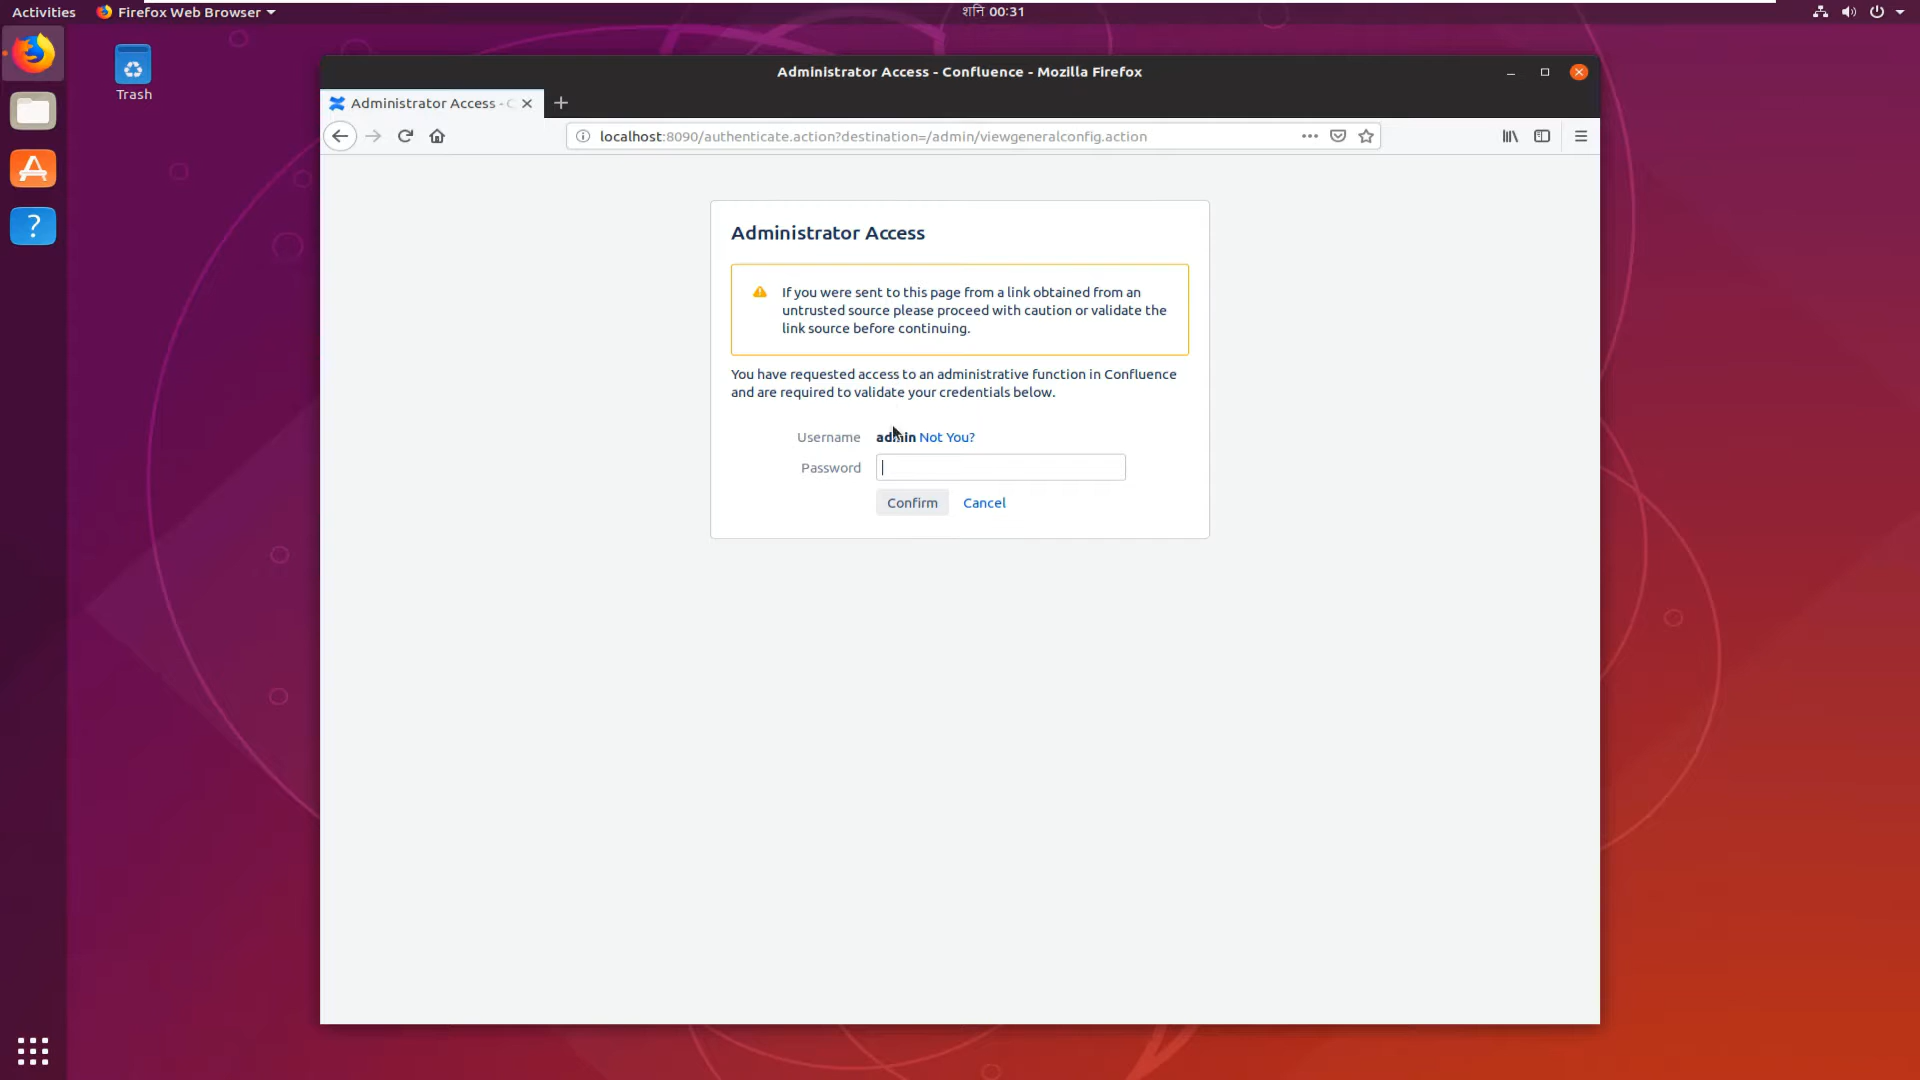 Activities
Firefox Web Browser
शनि 00:31
Trash
Administrator Access - Confluence - Mozilla Firefox
Administrator Access - C
localhost:8090/authenticate.action?destination=/admin/viewgeneralconfig.action
Administrator Access
If you were sent to this page from a link obtained from an
untrusted source please proceed with caution or validate the
link source before continuing.
You have requested access to an administrative function in Confluence
and are required to validate your credentials below.
Username admin Not You?
Password
Confirm Cancel